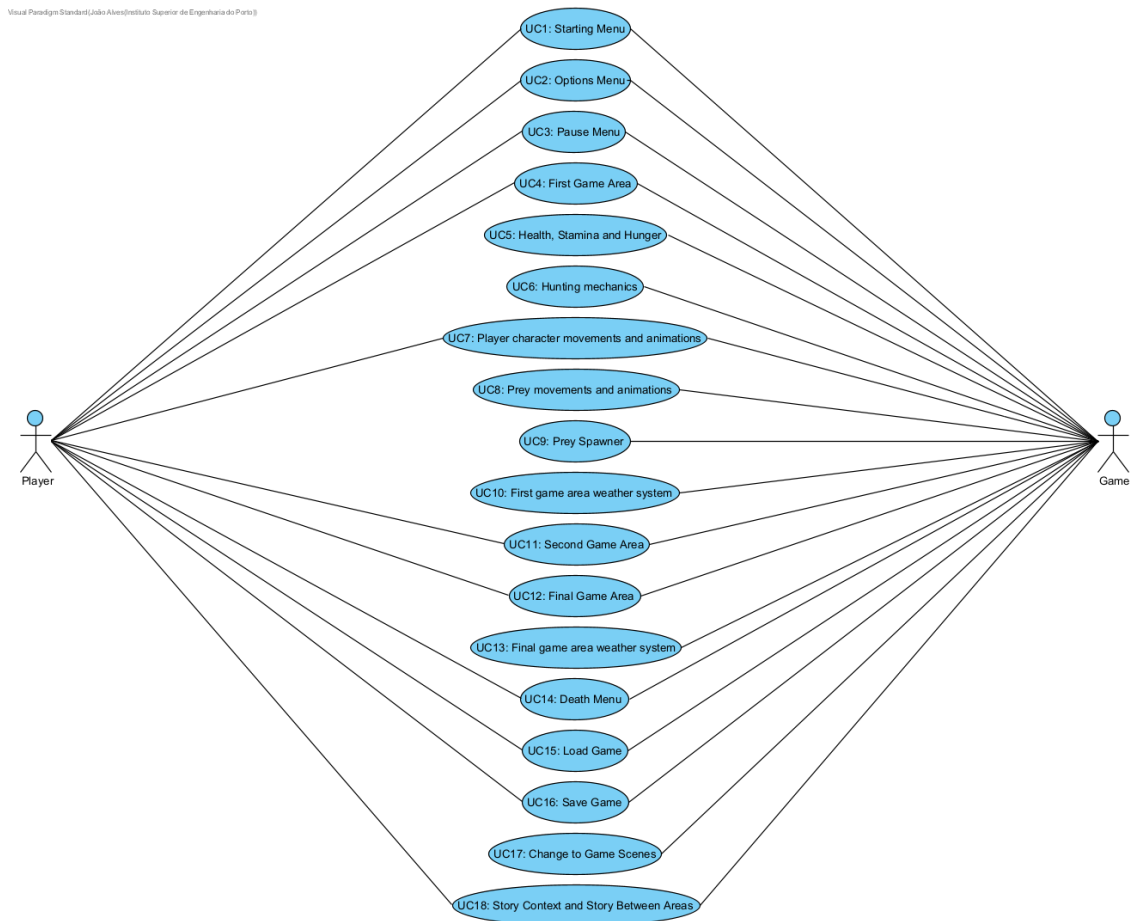 Visual Paradigm Standard(João Alves(Instituto Superior de Engenharia do Porto))
UC1: Starting Menu
UC2: Options Menu
UC3: Pause Menu
UC4: First Game Area
UC5: Health, Stamina and Hunger
UC6: Hunting mechanics
UC7: Player character movements and animations
UC8: Prey movements and animations
Player
UC9: Prey Spawner
Game
UC10: First game area weather system
UC11: Second Game Area
UC12: Final Game Area
UC13: Final game area weather system
UC14: Death Menu
UC15: Load Game
UC16: Save Game
UC17: Change to Game Scenes
UC18: Story Context and Story Between Areas